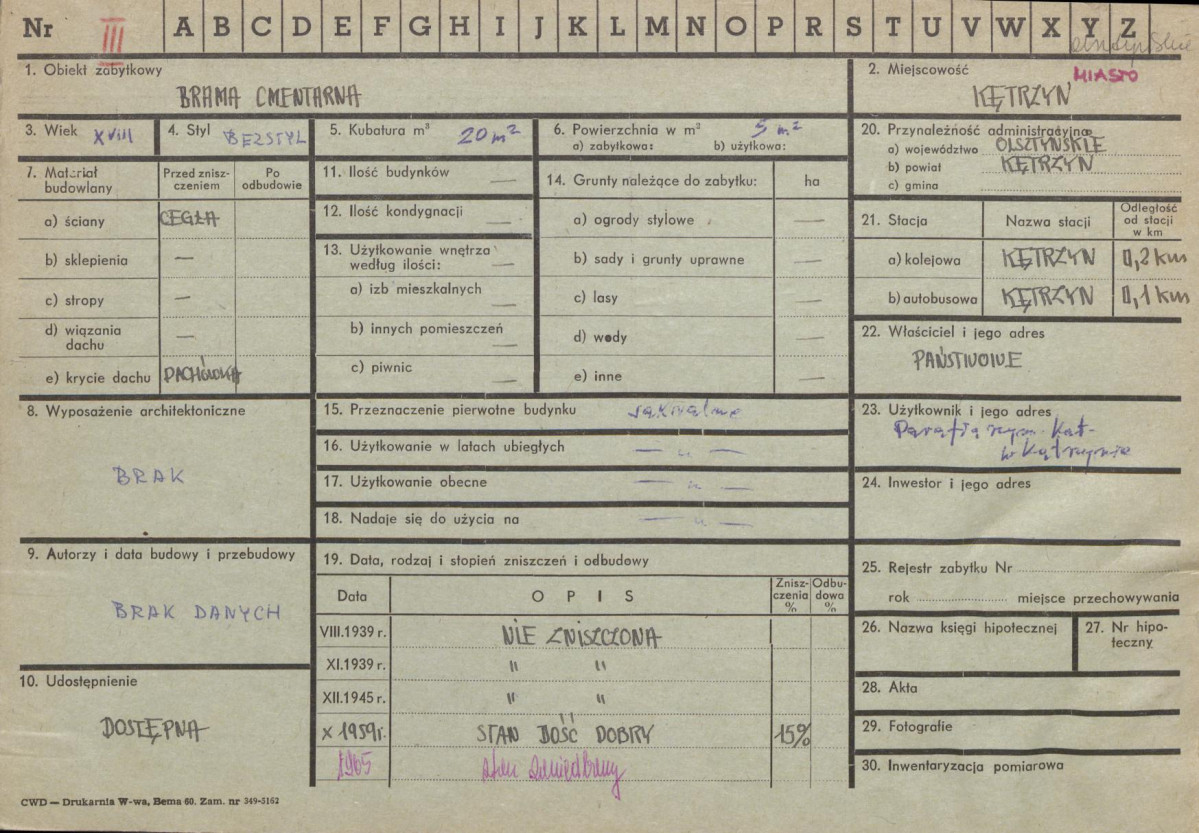 Nr III A B C D E F G H I J K L M N O P R S T U V W X Y Z
olsztyńskie
1. Obiekt zabytkowy
BRAMA CMENTARNA
2. Miejscowość
MIASTO
KĘTRZYN
3. Wiek XVIII
4. Styl BEZSTYL
5. Kubatura m³ 20 m²
6. Powierzchnia w m² 5 m²
a) zabytkowa: b) użytkowa:
20. Przynależność administracyjna
a) województwo OLSZTYŃSKIE
b) powiat KĘTRZYN
c) gmina
7. Materiał budowlany
Przed zniszczeniem
Po odbudowie
a) ściany CEGŁA
b) sklepienia —
c) stropy —
d) wiązania dachu —
e) krycie dachu DACHÓWKA
11. Ilość budynków —
12. Ilość kondygnacji —
13. Użytkowanie wnętrza według ilości: —
a) izb mieszkalnych —
b) innych pomieszczeń —
c) piwnic —
14. Grunty należące do zabytku: ha
a) ogrody stylowe —
b) sady i grunty uprawne —
c) lasy —
d) wody —
e) inne —
21. Stacja
Nazwa stacji
Odległość od stacji w km
a) kolejowa KĘTRZYN 0,2 km
b) autobusowa KĘTRZYN 0,1 km
22. Właściciel i jego adres
PAŃSTWOWE
8. Wyposażenie architektoniczne
BRAK
15. Przeznaczenie pierwotne budynku sakralne
16. Użytkowanie w latach ubiegłych — „ —
17. Użytkowanie obecne — „ —
18. Nadaje się do użycia na — „ —
23. Użytkownik i jego adres
Parafia rzym. Kat-
w Kętrzynie
24. Inwestor i jego adres
9. Autorzy i data budowy i przebudowy
BRAK DANYCH
19. Data, rodzaj i stopień zniszczeń i odbudowy
Data
OPIS
Zniszczenia %
Odbudowa %
VIII.1939 r. NIE ZNISZCZONA
XI.1939 r. " "
XII.1945 r. " "
X 1959r. STAN DOŚĆ DOBRY 15%
1965 stan zaniedbany
25. Rejestr zabytku Nr
rok miejsce przechowywania
26. Nazwa księgi hipotecznej
27. Nr hipoteczny
10. Udostępnienie
DOSTĘPNA
28. Akta
29. Fotografie
30. Inwentaryzacja pomiarowa
CWD — Drukarnia W-wa, Bema 60. Zam. nr 349-5162